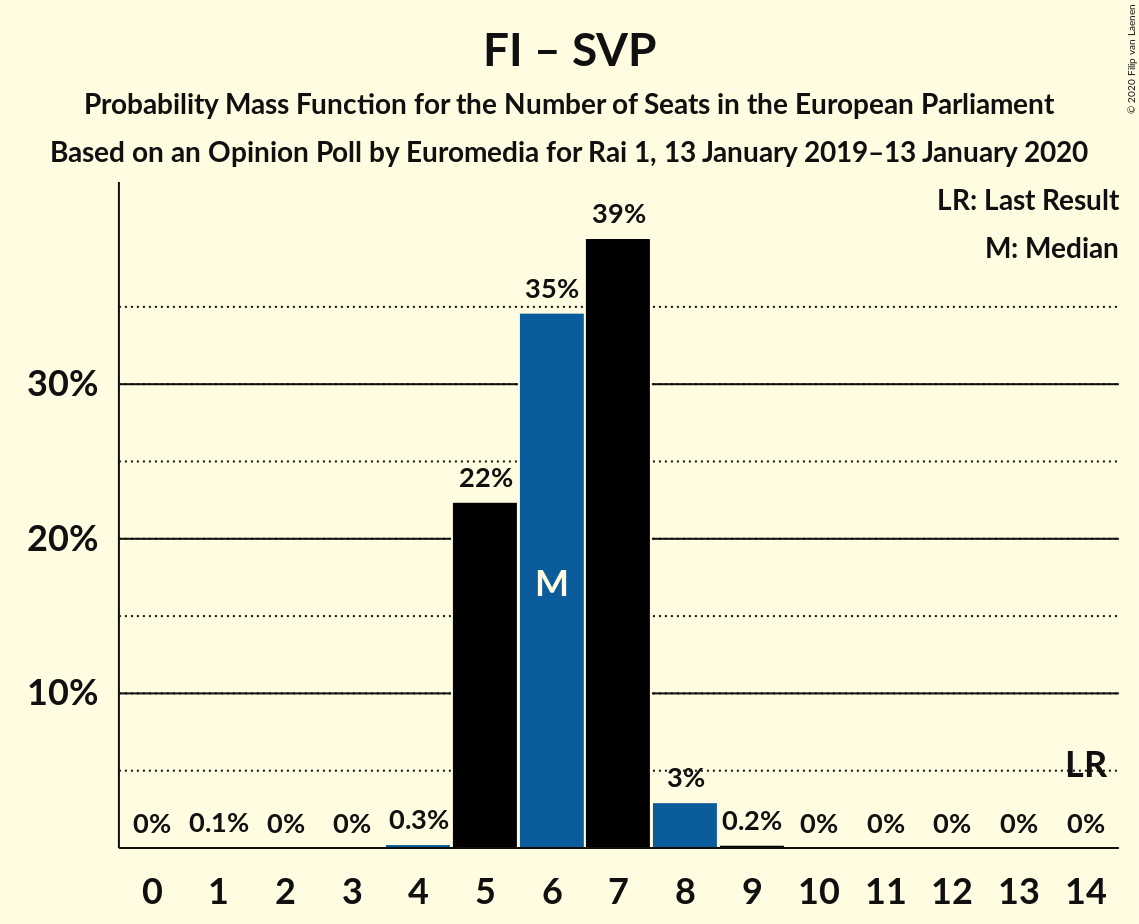 FI – SVP
Probability Mass Function for the Number of Seats in the European Parliament
Based on an Opinion Poll by Euromedia for Rai 1, 13 January 2019–13 January 2020
© 2020 Filip van Laenen
LR: Last Result
M: Median
39%
35%
30%
22%
20%
M
10%
LR
3%
0% 0.1% 0% 0% 0.3% 0.2% 0% 0% 0% 0% 0%
0 1 2 3 4 5 6 7 8 9 10 11 12 13 14